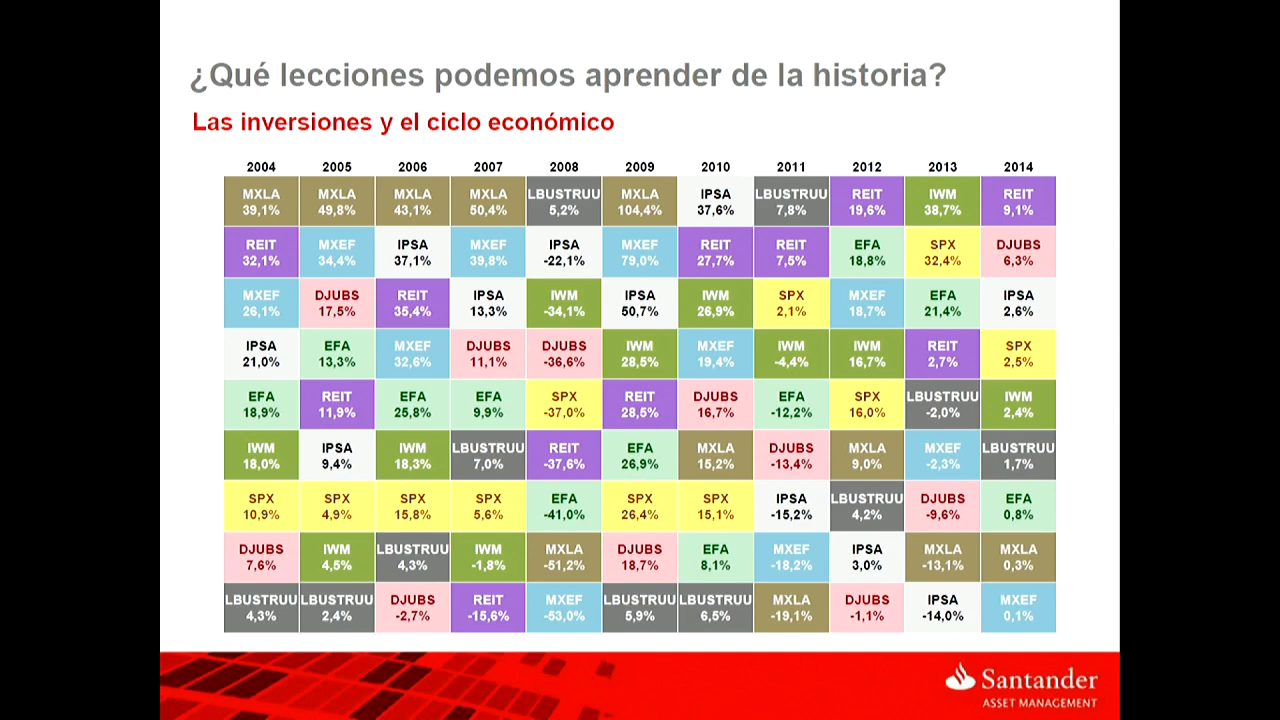 ¿Qué lecciones podemos aprender de la historia?
Las inversiones y el ciclo económico
2004 2005 2006 2007 2008 2009 2010 2011 2012 2013 2014
MXLA MXLA MXLA MXLA LBUSTRUU MXLA IPSA LBUSTRUU REIT IWM REIT
39,1% 49,8% 43,1% 50,4% 5,2% 104,4% 37,6% 7,8% 19,6% 38,7% 9,1%
REIT MXEF IPSA MXEF IPSA MXEF REIT REIT EFA SPX DJUBS
32,1% 34,4% 37,1% 39,8% -22,1% 79,0% 27,7% 7,5% 18,8% 32,4% 6,3%
MXEF DJUBS REIT IPSA IWM IPSA IWM SPX MXEF EFA IPSA
26,1% 17,5% 35,4% 13,3% -34,1% 50,7% 26,9% 2,1% 18,7% 21,4% 2,6%
IPSA EFA MXEF DJUBS DJUBS IWM MXEF IWM IWM REIT SPX
21,0% 13,3% 32,6% 11,1% -36,6% 28,5% 19,4% -4,4% 16,7% 2,7% 2,5%
EFA REIT EFA EFA SPX REIT DJUBS EFA SPX LBUSTRUU IWM
18,9% 11,9% 25,8% 9,9% -37,0% 28,5% 16,7% -12,2% 16,0% -2,0% 2,4%
IWM IPSA IWM LBUSTRUU REIT EFA MXLA DJUBS MXLA MXEF LBUSTRUU
18,0% 9,4% 18,3% 7,0% -37,6% 26,9% 15,2% -13,4% 9,0% -2,3% 1,7%
SPX SPX SPX SPX EFA SPX SPX IPSA LBUSTRUU DJUBS EFA
10,9% 4,9% 15,8% 5,6% -41,0% 26,4% 15,1% -15,2% 4,2% -9,6% 0,8%
DJUBS IWM LBUSTRUU IWM MXLA DJUBS EFA MXEF IPSA MXLA MXLA
7,6% 4,5% 4,3% -1,8% -51,2% 18,7% 8,1% -18,2% 3,0% -13,1% 0,3%
LBUSTRUU LBUSTRUU DJUBS REIT MXEF LBUSTRUU LBUSTRUU MXLA DJUBS IPSA MXEF
4,3% 2,4% -2,7% -15,6% -53,0% 5,9% 6,5% -19,1% -1,1% -14,0% 0,1%
Santander
ASSET MANAGEMENT